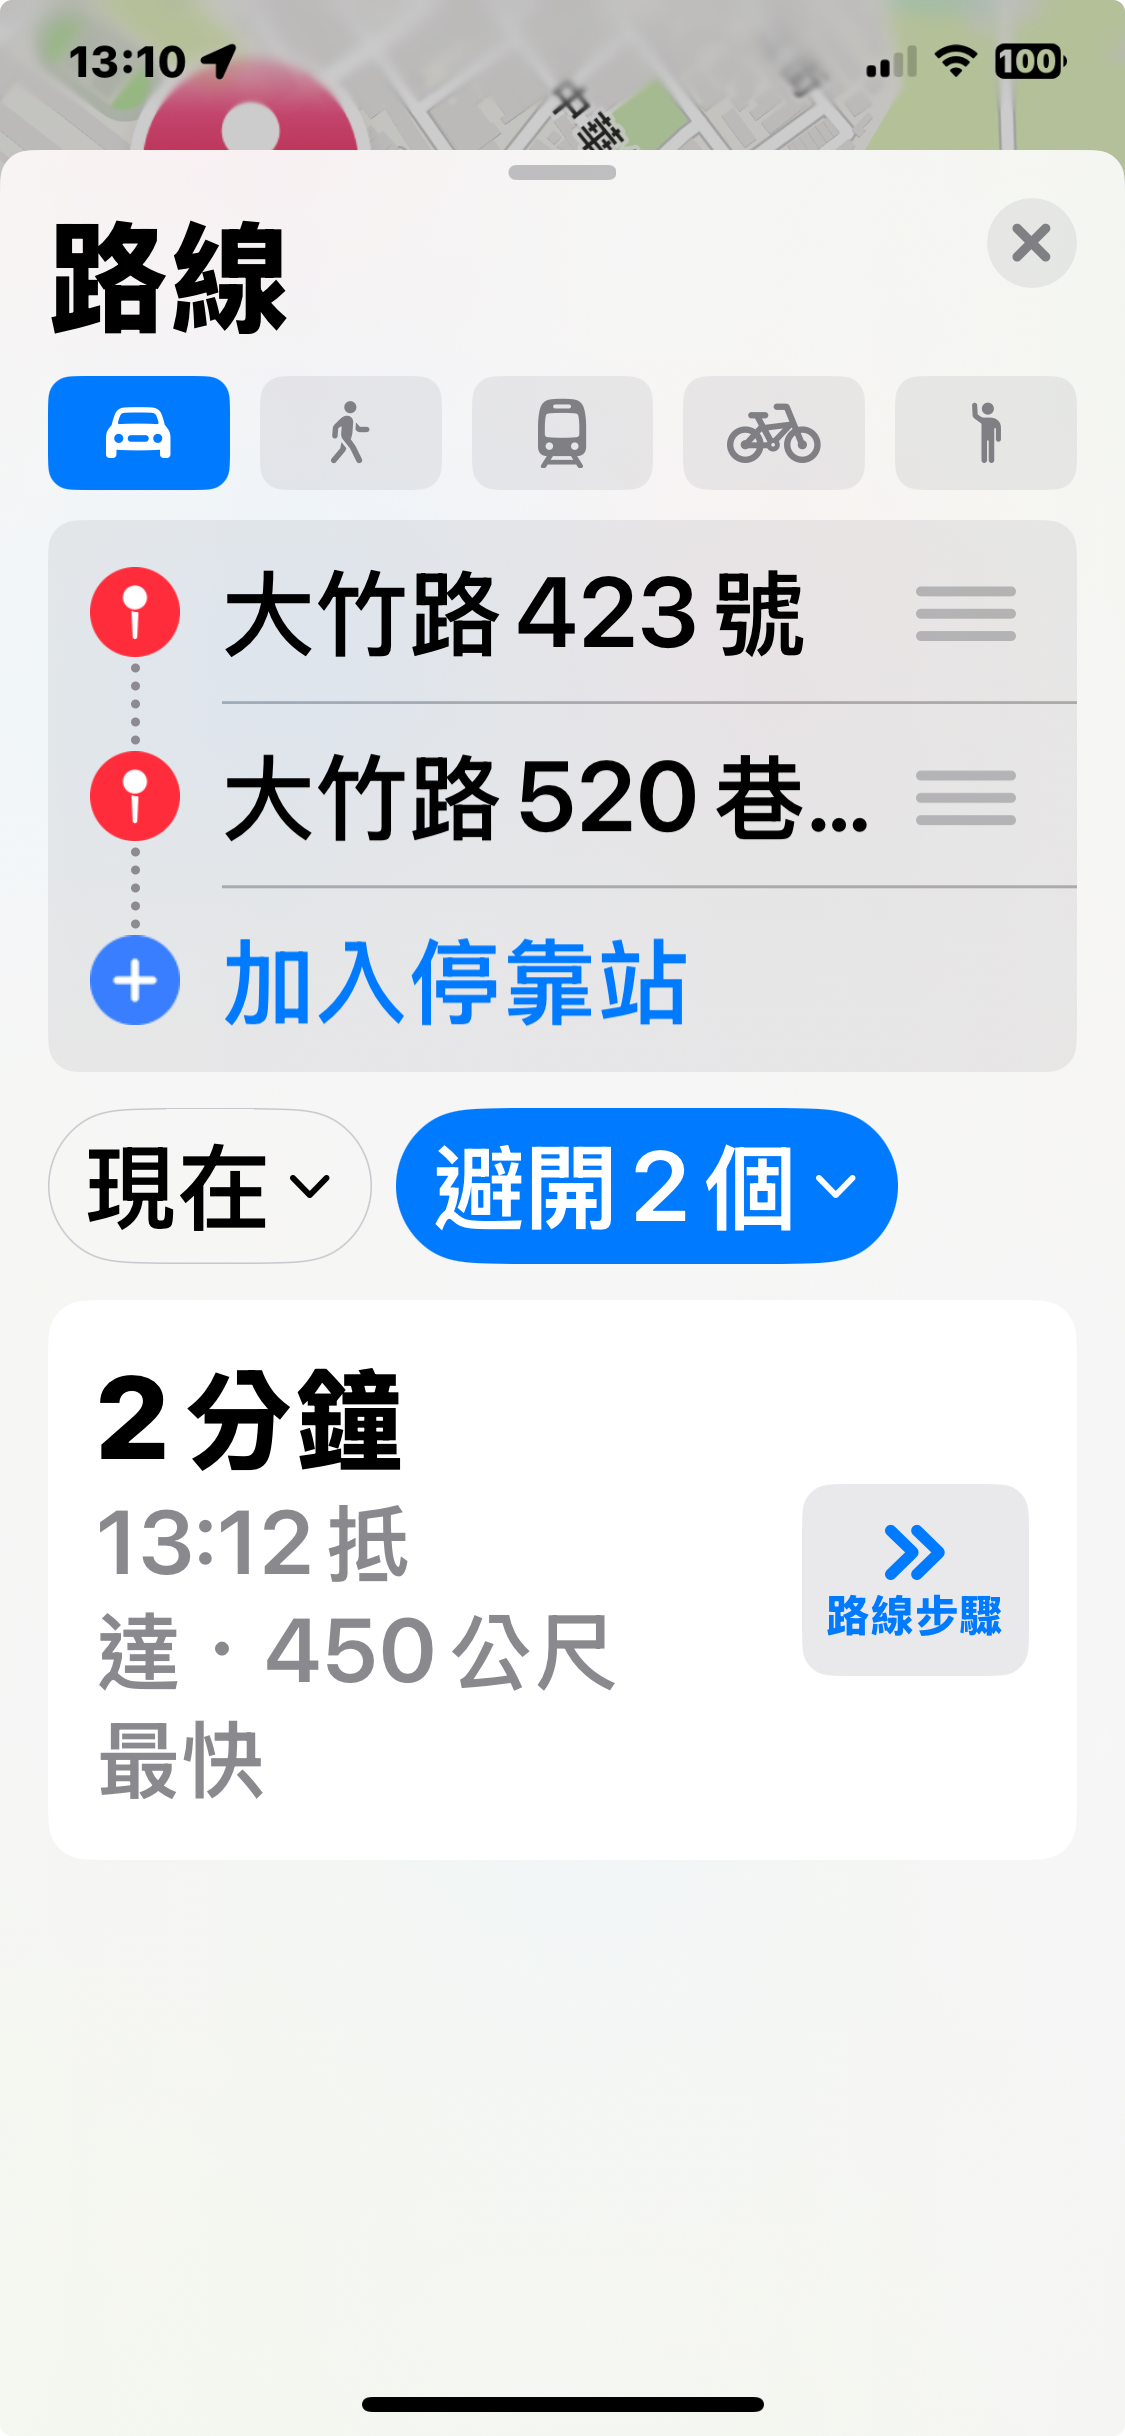 13:10
100
中華
路線
大竹路 423 號
大竹路 520 巷...
加入停靠站
現在
避開 2 個
2 分鐘
13:12 抵
達・450 公尺
最快
路線步驟